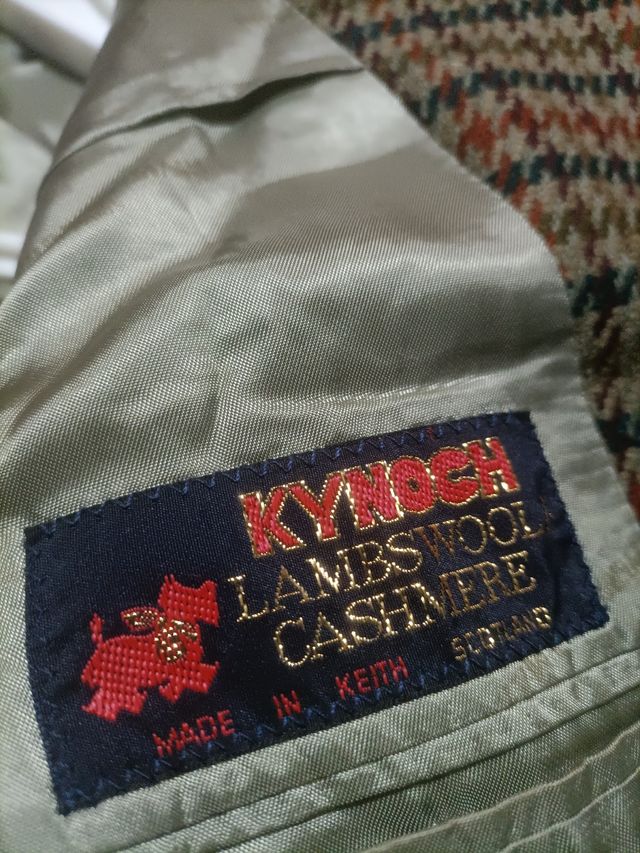 KYNOCH
LAMBSWOOL
CASHMERE
MADE IN KEITH SCOTLAND